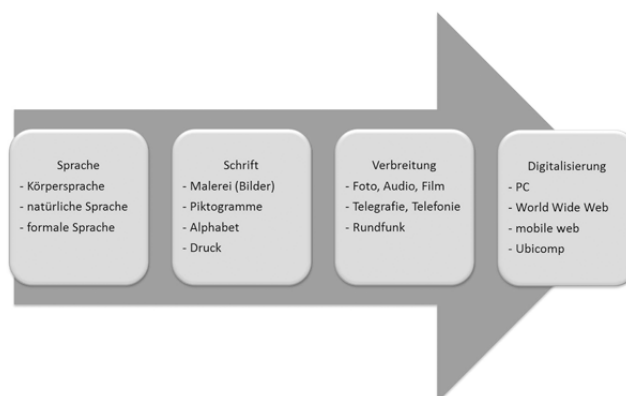 Sprache
- Körpersprache
- natürliche Sprache
- formale Sprache
Schrift
- Malerei (Bilder)
- Piktogramme
- Alphabet
- Druck
Verbreitung
- Foto, Audio, Film
- Telegrafie, Telefonie
- Rundfunk
Digitalisierung
- PC
- World Wide Web
- mobile web
- Ubicomp